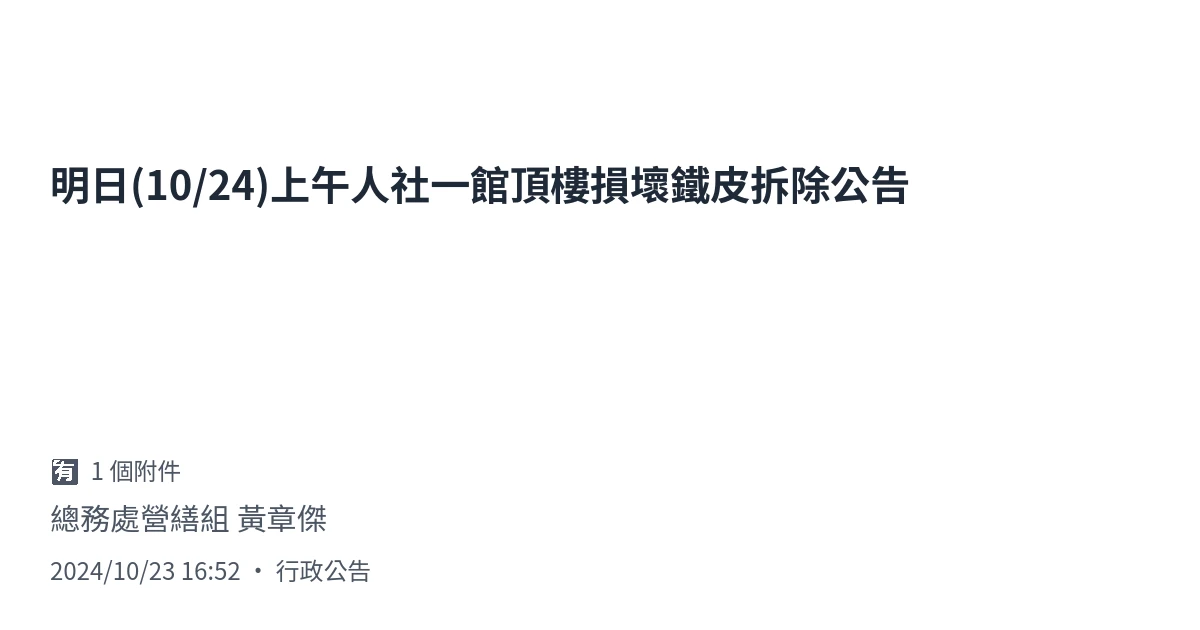 明日(10/24)上午人社一館頂樓損壞鐵皮拆除公告
有 1 個附件
總務處營繕組 黃章傑
2024/10/23 16:52 • 行政公告